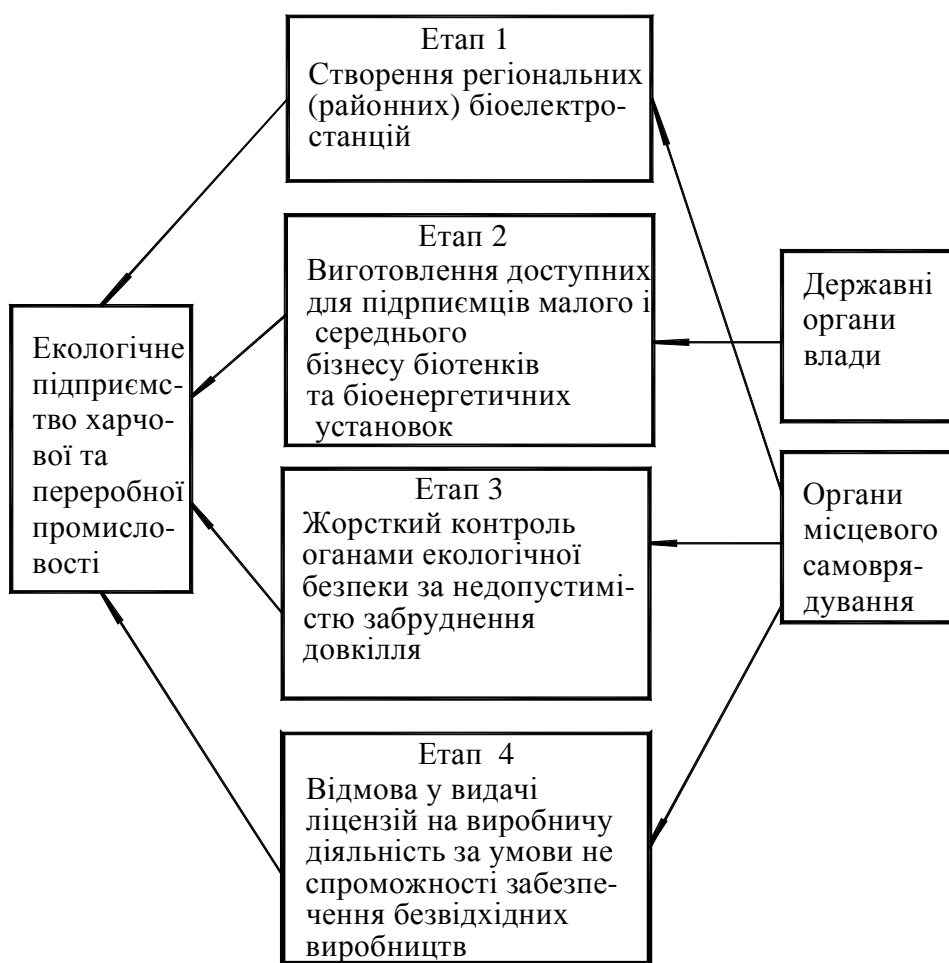 Етап 1
Створення регіональних
(районних) біоелектро-
станцій
Етап 2
Виготовлення доступних
для підрпиємців малого і
середнього
бізнесу біотенків
та біоенергетичних
установок
Державні
органи
влади
Екологічне
підприємс-
тво харчо-
вої та
переробної
промисло-
вості
Етап 3
Жорсткий контроль
оганами екологічної
безпеки за недопустимі-
стю забруднення
довкілля
Органи
місцевого
самовря-
дування
Етап 4
Відмова у видачі
ліцензій на виробничу
діяльність за умови не
спроможності забезпе-
чення безвідхідних
виробництв